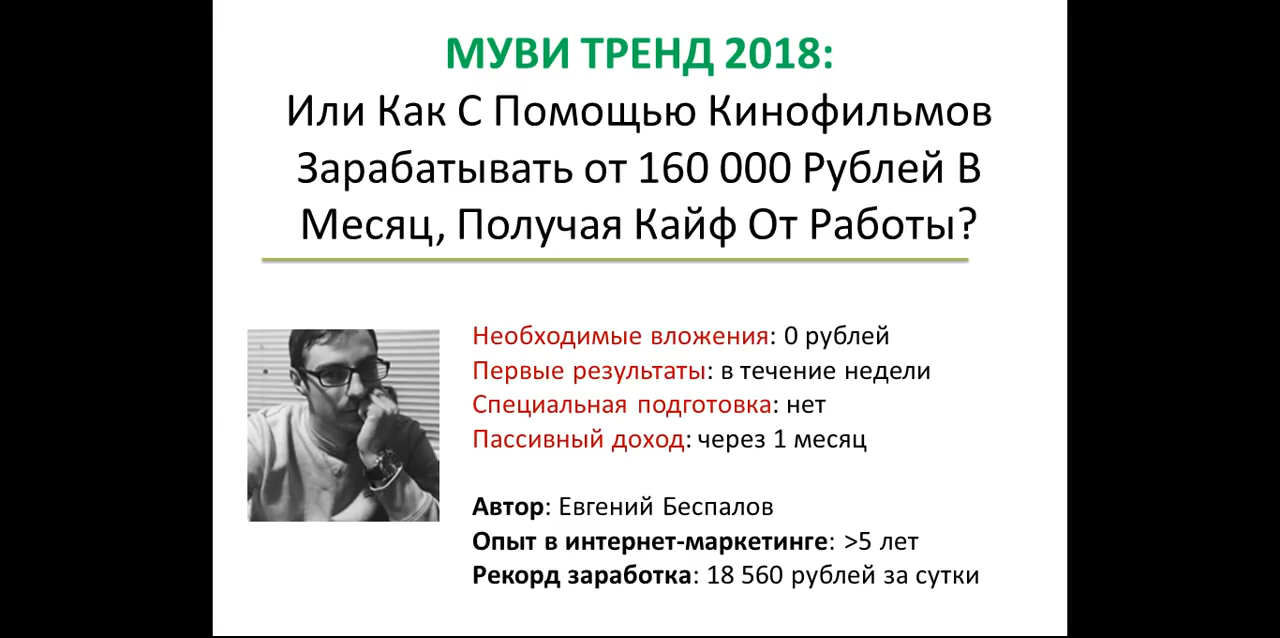 МУВИ ТРЕНД 2018:
Или Как С Помощью Кинофильмов
Зарабатывать от 160 000 Рублей В
Месяц, Получая Кайф От Работы?
Необходимые вложения: 0 рублей
Первые результаты: в течение недели
Специальная подготовка: нет
Пассивный доход: через 1 месяц
Автор: Евгений Беспалов
Опыт в интернет-маркетинге: >5 лет
Рекорд заработка: 18 560 рублей за сутки